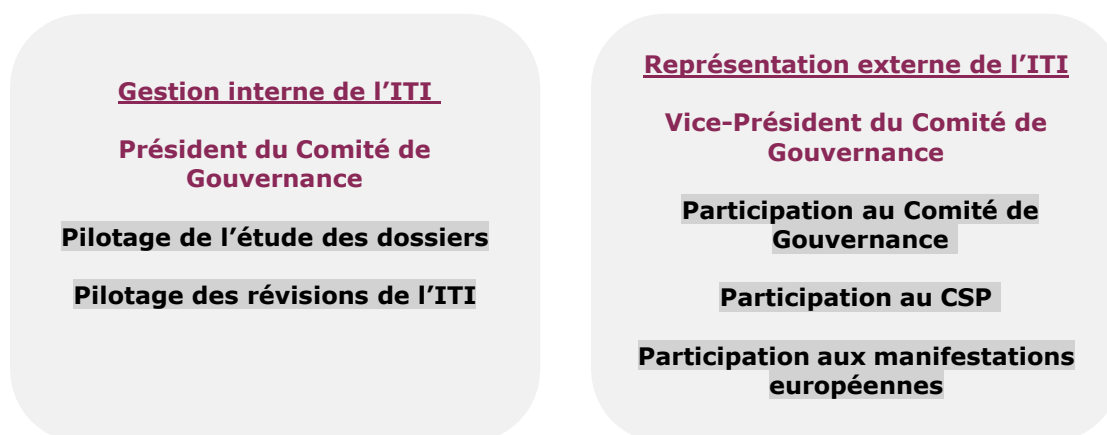 Gestion interne de l’ITI
Président du Comité de
Gouvernance
Pilotage de l’étude des dossiers
Pilotage des révisions de l’ITI
Représentation externe de l’ITI
Vice-Président du Comité de
Gouvernance
Participation au Comité de
Gouvernance
Participation au CSP
Participation aux manifestations
européennes